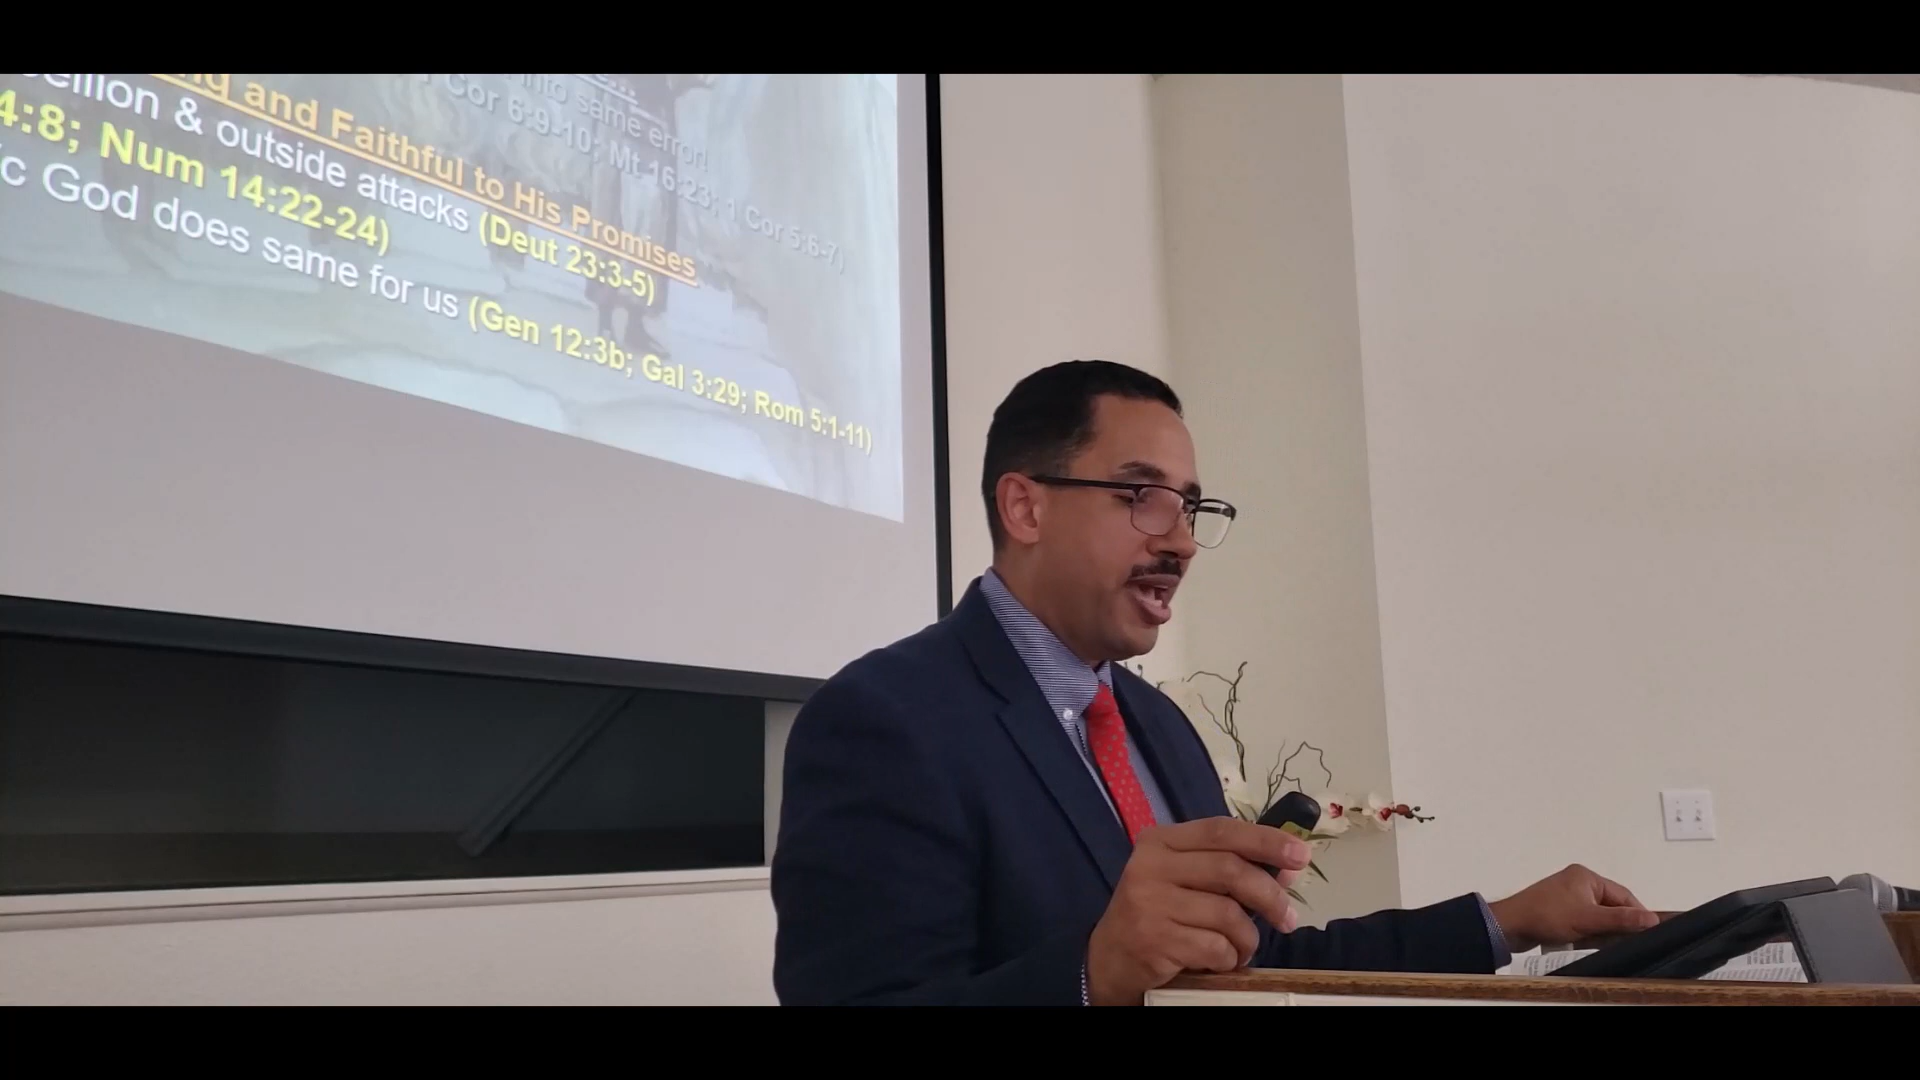 into same error!
Cor 6:9-10; Mt 16:23; 1 Cor 5:6-7)
and Faithful to His Promises
& outside attacks (Deut 23:3-5)
4:8; Num 14:22-24)
God does same for us (Gen 12:3b; Gal 3:29; Rom 5:1-11)